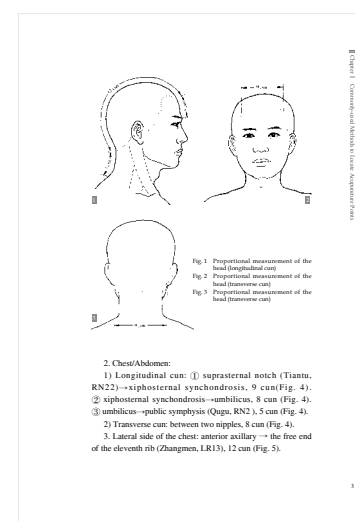 Chapter 1 Commonly-used Methods to Locate Acupuncture Points
1
2
3
Fig. 1 Proportional measurement of the
head (longitudinal cun)
Fig. 2 Proportional measurement of the
head (transverse cun)
Fig. 3 Proportional measurement of the
head (transverse cun)
2. Chest/Abdomen:
1) Longitudinal cun: ① suprasternal notch (Tiantu,
RN22)→xiphosternal synchondrosis, 9 cun(Fig. 4).
② xiphosternal synchondrosis→umbilicus, 8 cun (Fig. 4).
③ umbilicus→public symphysis (Qugu, RN2 ), 5 cun (Fig. 4).
2) Transverse cun: between two nipples, 8 cun (Fig. 4).
3. Lateral side of the chest: anterior axillary → the free end
of the eleventh rib (Zhangmen, LR13), 12 cun (Fig. 5).
3